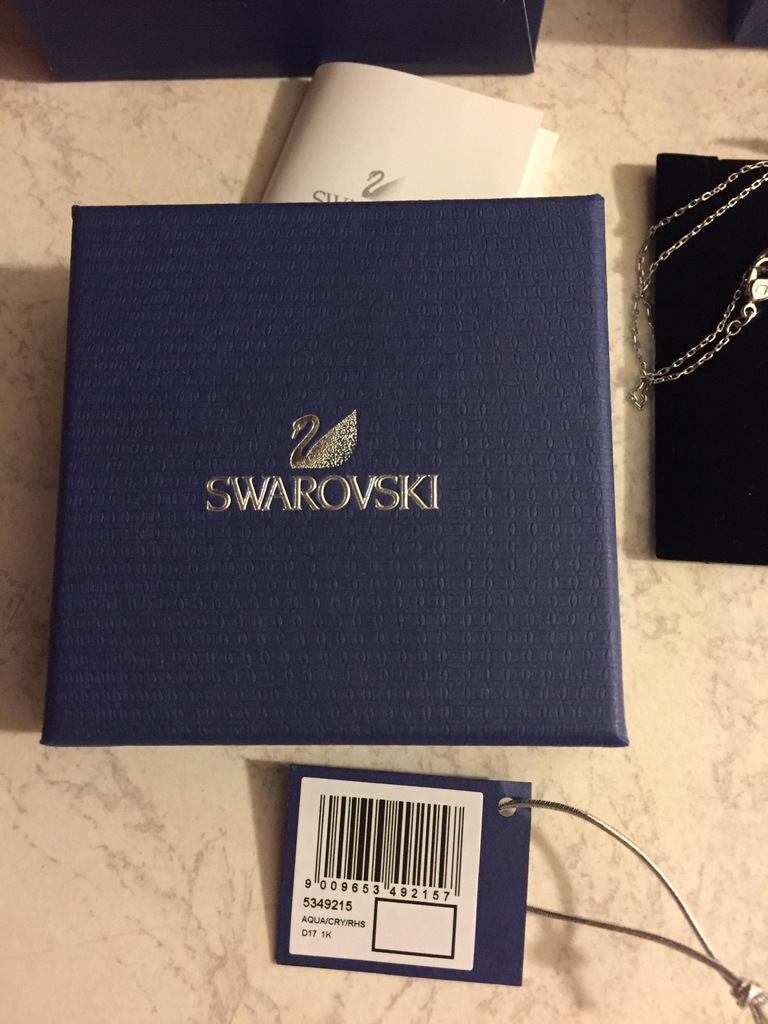 SWAROVSKI
9 009653 492157
5349215
AQUA/CRY/RHS
D17 1K